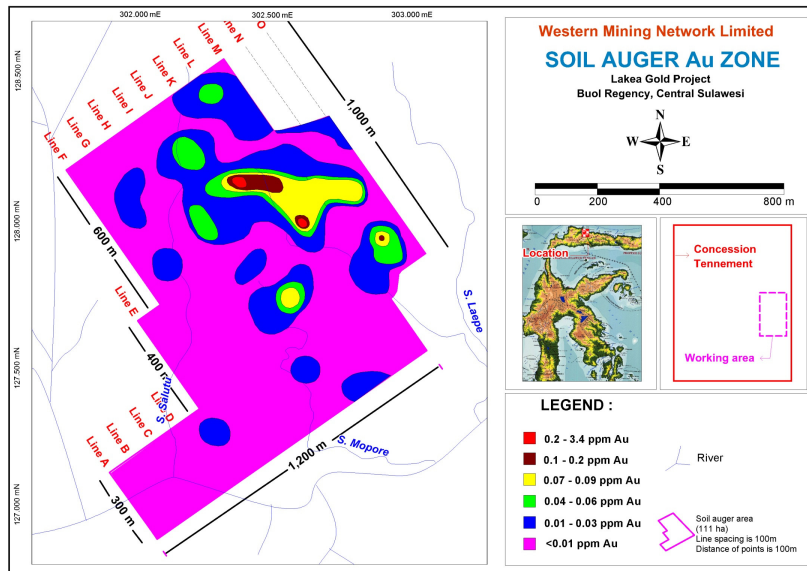 302.000 mE
302.500 mE
303.000 mE
128.500 mN
128.000 mN
127.500 mN
127.000 mN
Line O
Line N
Line M
Line L
Line K
Line J
Line I
Line H
Line G
Line F
Line E
Line D
Line C
Line B
Line A
1,000 m
600 m
400 m
300 m
1,200 m
S. Salutu
S. Laepe
S. Mopore
Western Mining Network Limited
SOIL AUGER Au ZONE
Lakea Gold Project
Buol Regency, Central Sulawesi
N
W
E
S
0
200
400
800 m
Location
Concession
Tennement
Working area
LEGEND :
0.2 - 3.4 ppm Au
0.1 - 0.2 ppm Au
0.07 - 0.09 ppm Au
0.04 - 0.06 ppm Au
0.01 - 0.03 ppm Au
<0.01 ppm Au
River
Soil auger area
(111 ha)
Line spacing is 100m
Distance of points is 100m